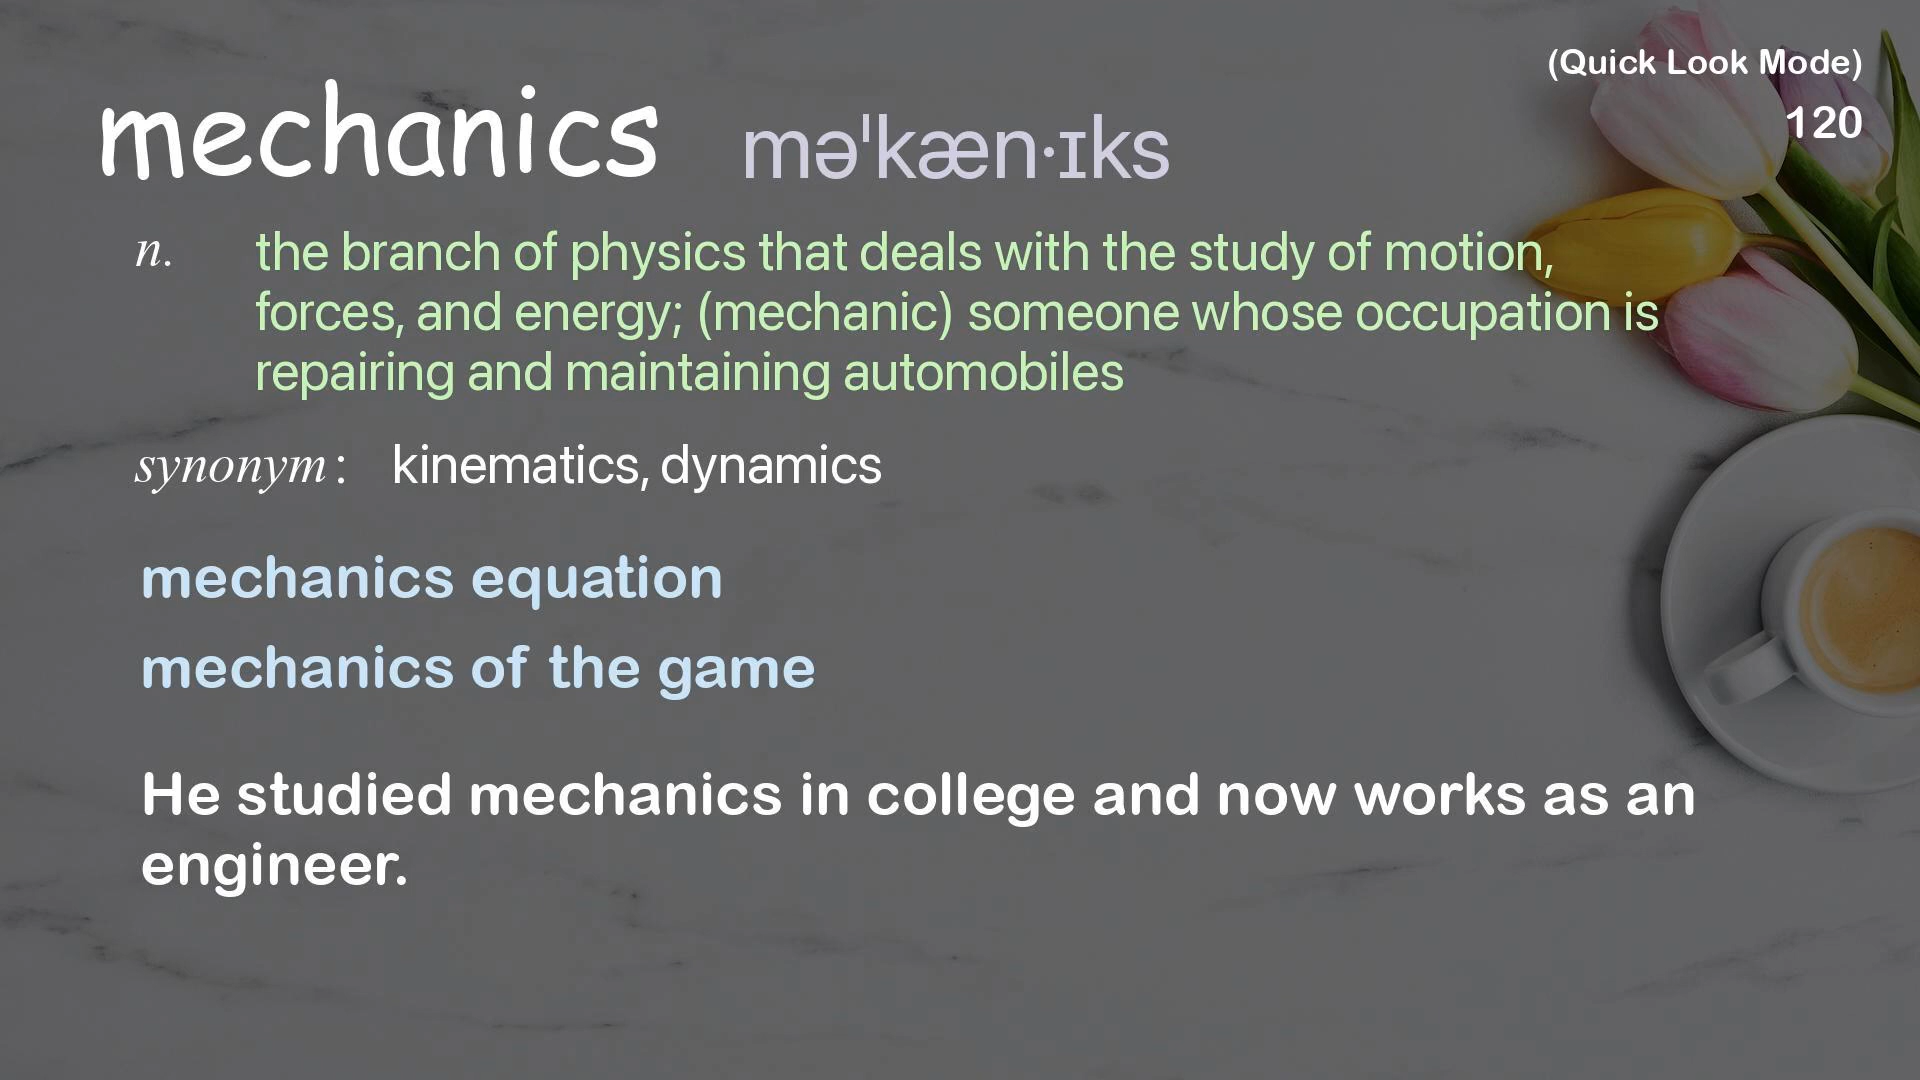 (Quick Look Mode)
120
mechanics məˈkæn·ɪks
n. the branch of physics that deals with the study of motion,
forces, and energy; (mechanic) someone whose occupation is
repairing and maintaining automobiles
synonym: kinematics, dynamics
mechanics equation
mechanics of the game
He studied mechanics in college and now works as an
engineer.